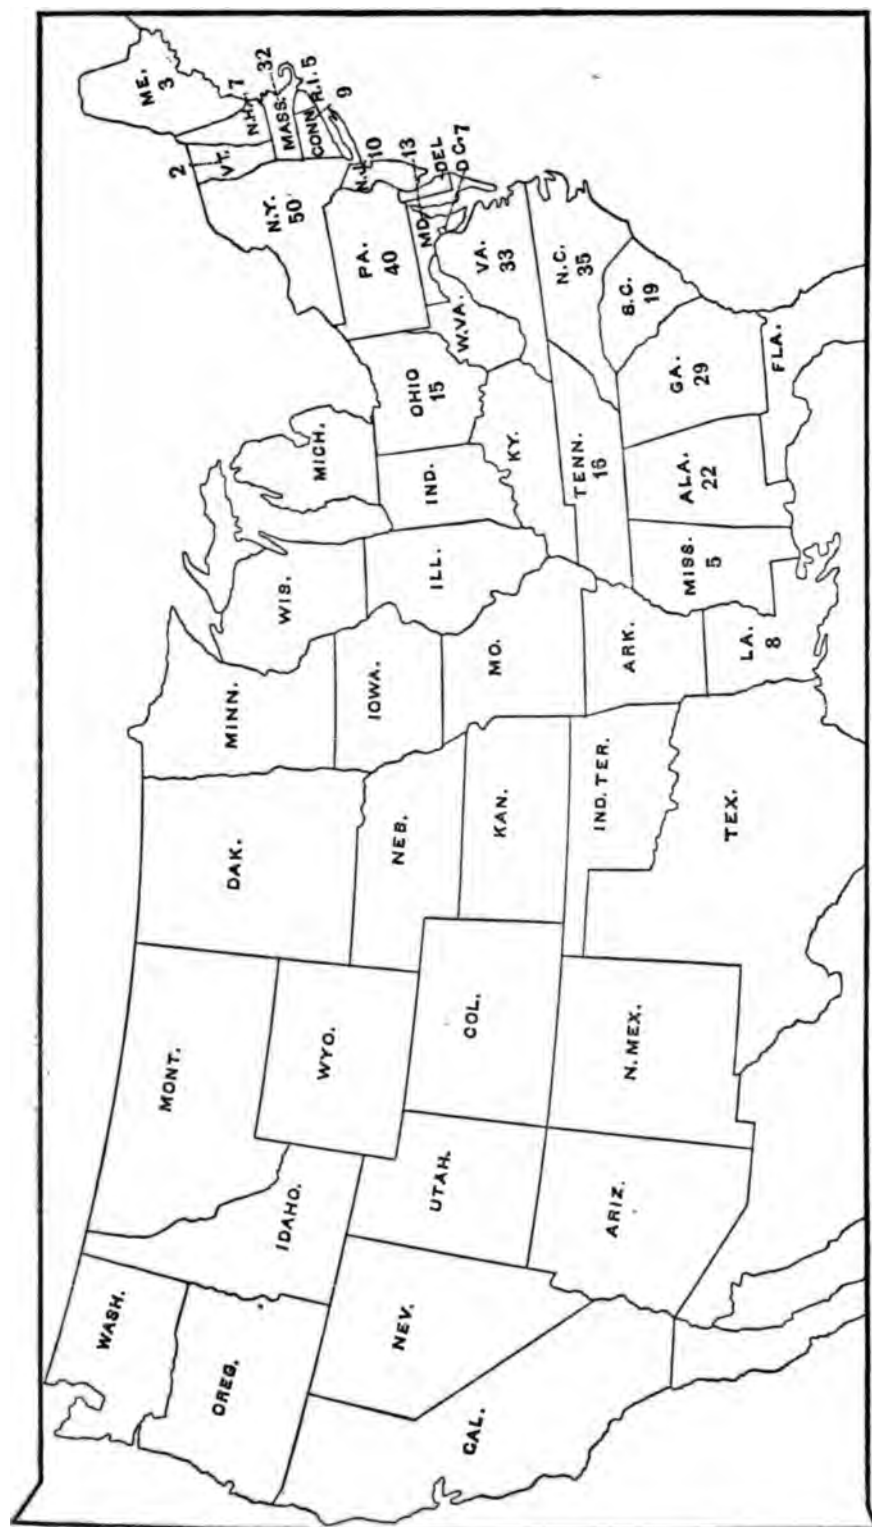 WASH.
OREG.
CAL.
NEV.
IDAHO.
MONT.
WYO.
UTAH.
ARIZ.
COL.
N. MEX.
DAK.
NEB.
KAN.
IND. TER.
TEX.
MINN.
IOWA.
MO.
ARK.
LA.
8
WIS.
ILL.
MISS.
5
MICH.
IND.
KY.
TENN.
16
ALA.
22
OHIO
15
GA.
29
FLA.
W.VA.
VA.
33
N.C.
35
S.C.
19
PA.
40
N.Y.
50
MD.
13
DEL
D.C.7
N.J.
10
2
VT.
N.H.
7
MASS.
32
CONN.
9
R.I.5
ME.
3